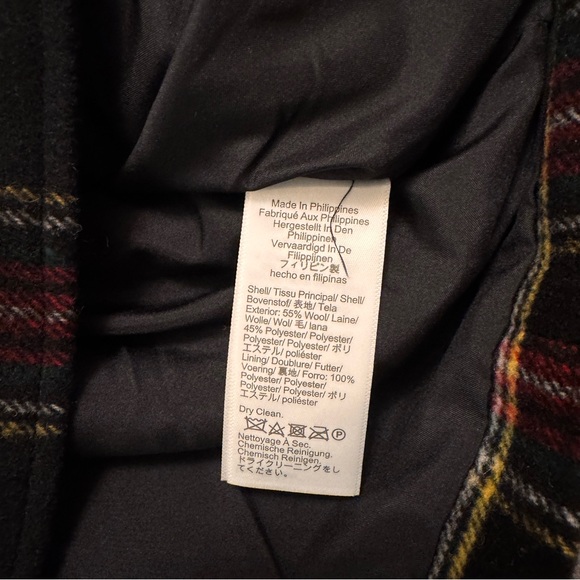 Made In Philippines
Fabriqué Aux Philippines
Hergestellt In Den
Philippinen
Vervaardigd In De
Filippijnen
フィリピン製
hecho en filipinas
Shell/ Tissu Principal/ Shell/
Bovenstof/ 表地/ Tela
Exterior: 55% Wool/ Laine/
Wolle/ Wol/ 毛/ lana
45% Polyester/ Polyester/
Polyester/ Polyester/ ポリ
エステル/ poliéster
Lining/ Doublure/ Futter/
Voering/ 裏地/ Forro: 100%
Polyester/ Polyester/
Polyester/ Polyester/ ポリ
エステル/ poliéster
Dry Clean.
P
Nettoyage A Sec.
Chemische Reinigung.
Chemisch Reinigen.
ドライクリーニングをし
てください。